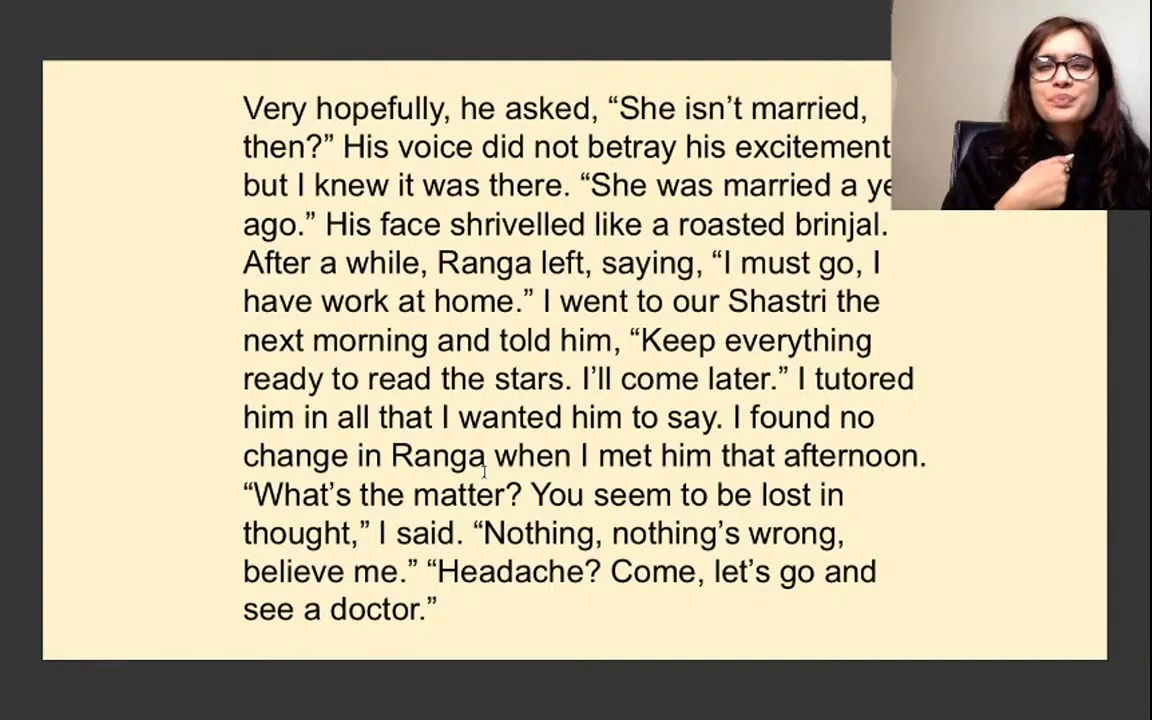 Very hopefully, he asked, “She isn’t married,
then?” His voice did not betray his excitement
but I knew it was there. “She was married a
ago.” His face shrivelled like a roasted brinjal.
After a while, Ranga left, saying, “I must go, I
have work at home.” I went to our Shastri the
next morning and told him, “Keep everything
ready to read the stars. I’ll come later.” I tutored
him in all that I wanted him to say. I found no
change in Ranga when I met him that afternoon.
“What’s the matter? You seem to be lost in
thought,” I said. “Nothing, nothing’s wrong,
believe me.” “Headache? Come, let’s go and
see a doctor.”